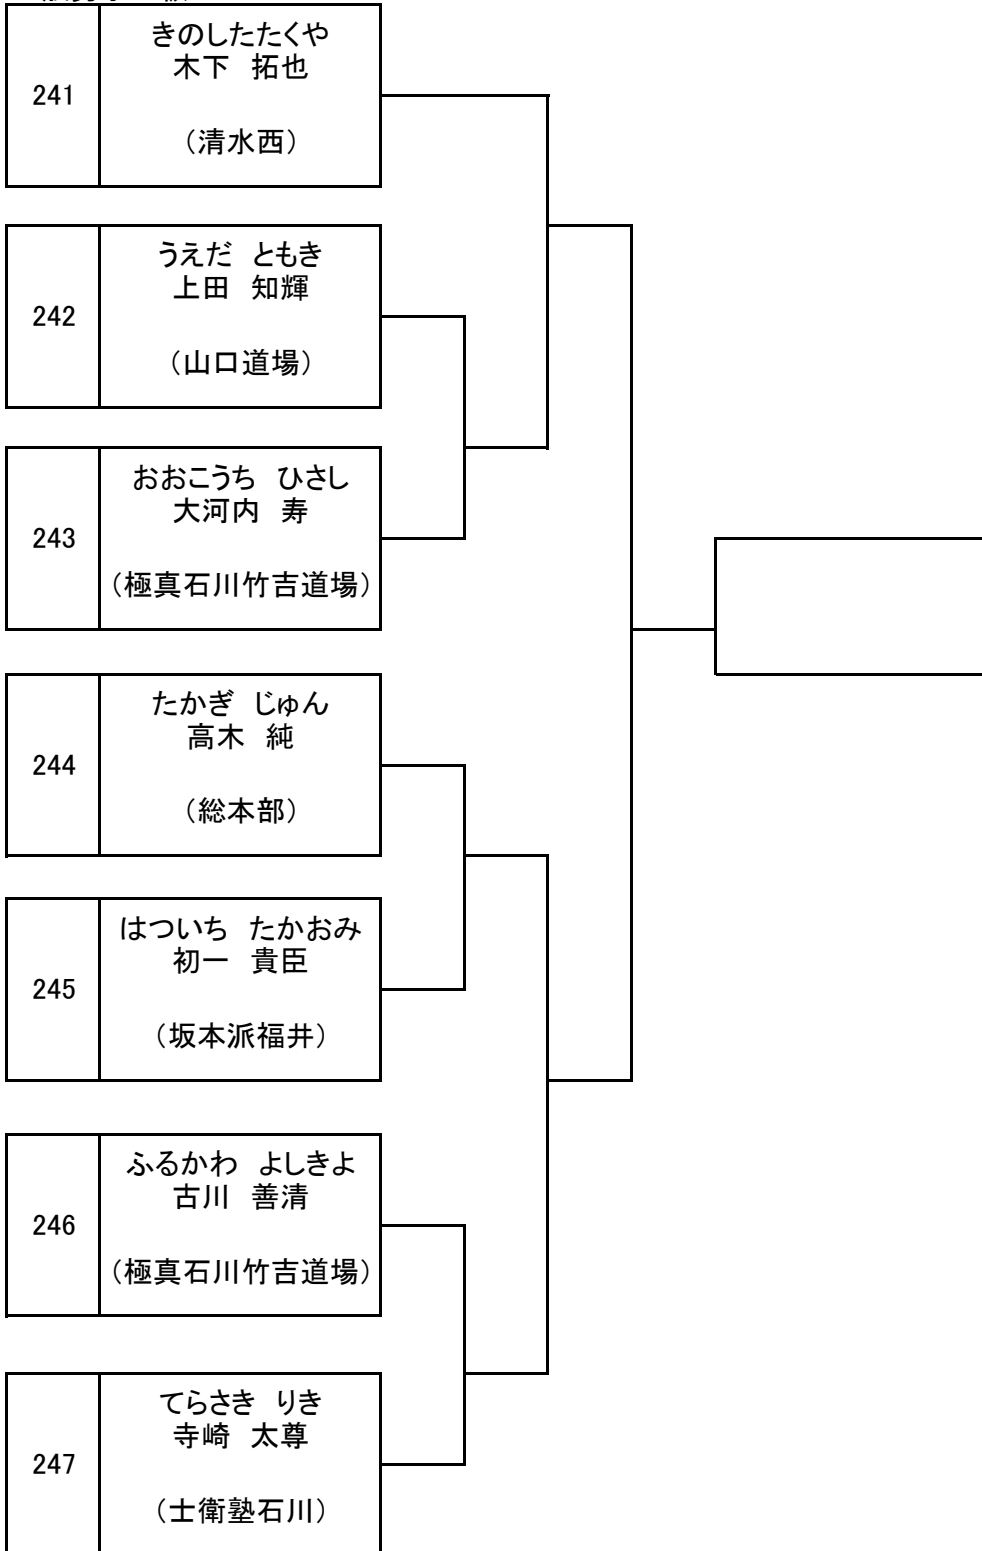 241
きのしたたくや
木下　拓也
（清水西）
242
うえだ　ともき
上田　知輝
（山口道場）
243
おおこうち　ひさし
大河内　寿
（極真石川竹吉道場）
244
たかぎ　じゅん
高木　純
（総本部）
245
はついち　たかおみ
初一　貴臣
（坂本派福井）
246
ふるかわ　よしきよ
古川　善清
（極真石川竹吉道場）
247
てらさき　りき
寺崎　太尊
（士衛塾石川）